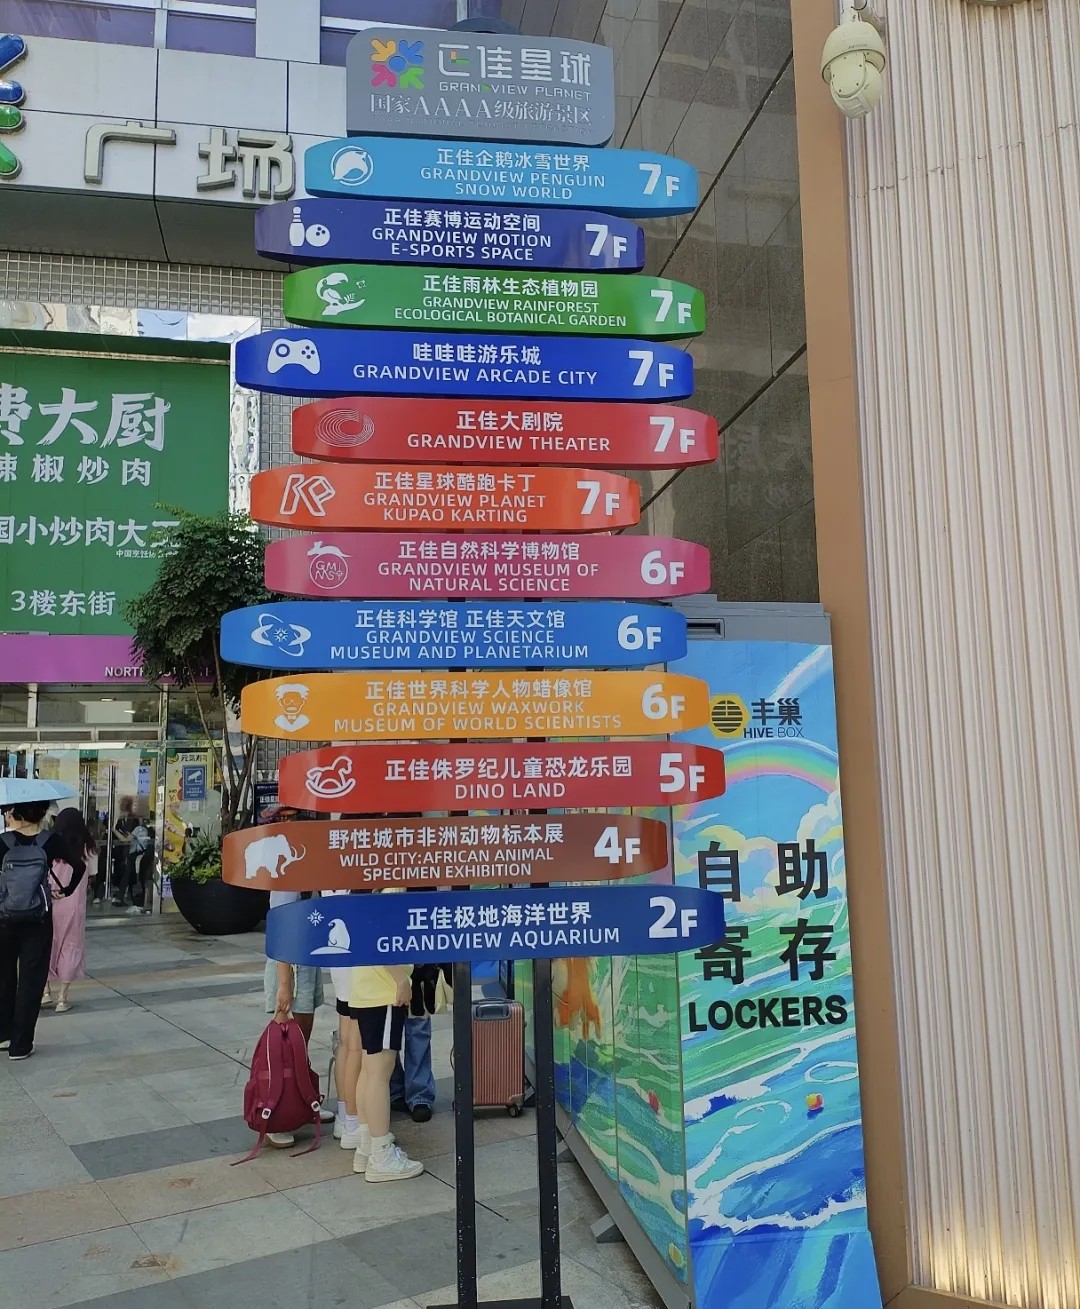 正佳星球
GRANDVIEW PLANET
国家AAAA级旅游景区
广场
正佳企鹅冰雪世界
GRANDVIEW PENGUIN
SNOW WORLD
7F
正佳赛博运动空间
GRANDVIEW MOTION
E-SPORTS SPACE
7F
正佳雨林生态植物园
GRANDVIEW RAINFOREST
ECOLOGICAL BOTANICAL GARDEN
7F
哇哇哇游乐城
GRANDVIEW ARCADE CITY
7F
正佳大剧院
GRANDVIEW THEATER
7F
正佳星球酷跑卡丁
GRANDVIEW PLANET
KUPAO KARTING
7F
正佳自然科学博物馆
GRANDVIEW MUSEUM OF
NATURAL SCIENCE
6F
正佳科学馆 正佳天文馆
GRANDVIEW SCIENCE
MUSEUM AND PLANETARIUM
6F
正佳世界科学人物蜡像馆
GRANDVIEW WAXWORK
MUSEUM OF WORLD SCIENTISTS
6F
正佳侏罗纪儿童恐龙乐园
DINO LAND
5F
野性城市非洲动物标本展
WILD CITY:AFRICAN ANIMAL
SPECIMEN EXHIBITION
4F
正佳极地海洋世界
GRANDVIEW AQUARIUM
2F
费大厨
辣椒炒肉
国小炒肉大王
3楼东街
NORTH
丰巢
HIVE BOX
自助
寄存
LOCKERS